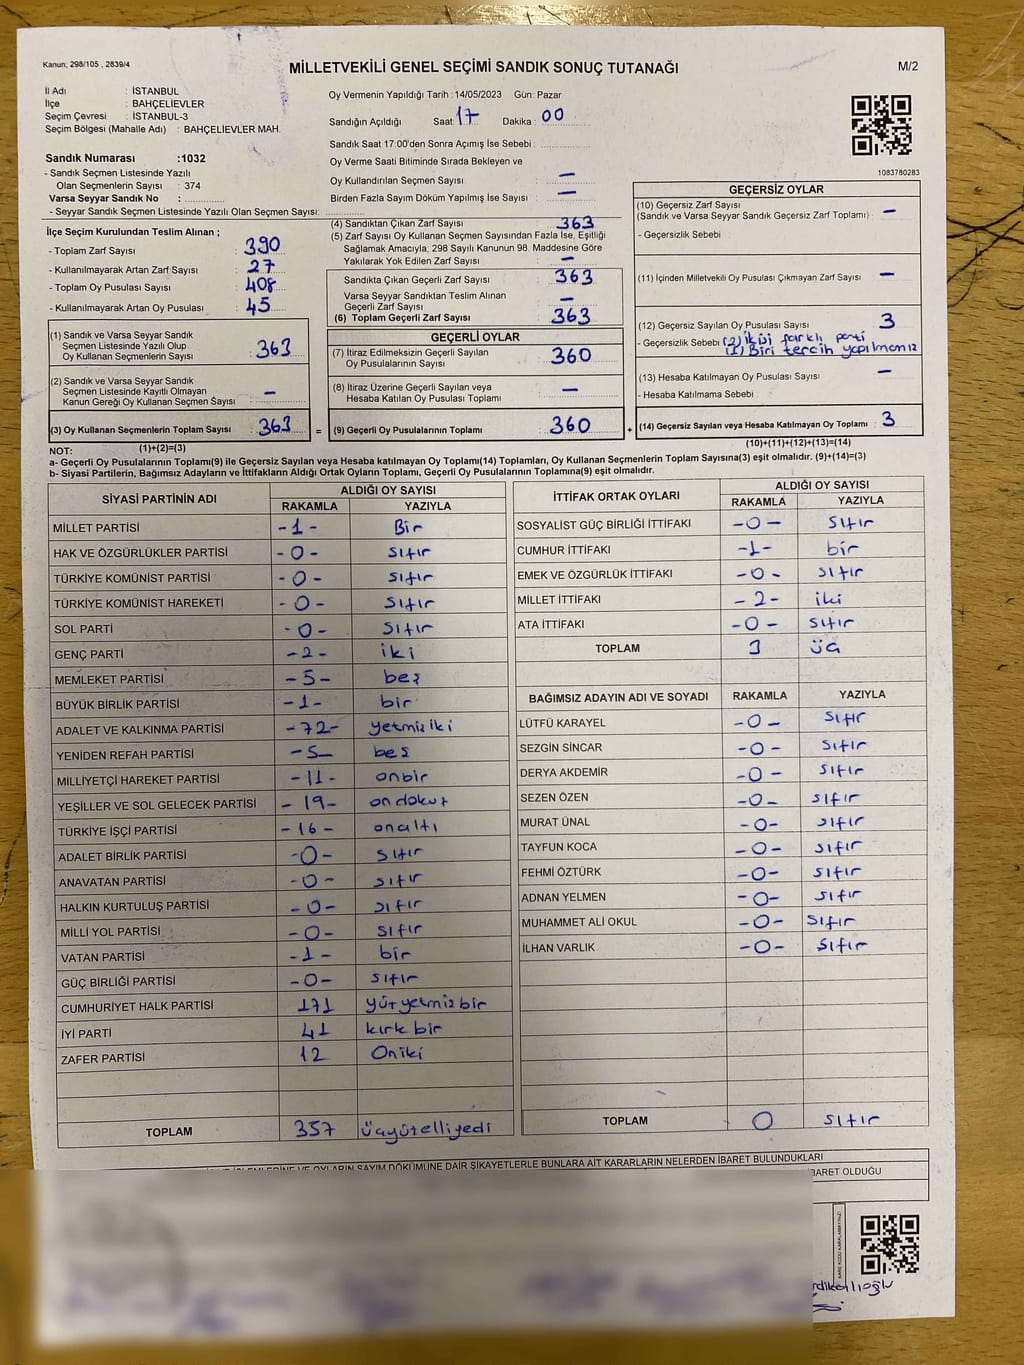 Kanun; 298/105 , 2839/4
MİLLETVEKİLİ GENEL SEÇİMİ SANDIK SONUÇ TUTANAĞI
M/2
İl Adı : İSTANBUL
İlçe : BAHÇELİEVLER
Seçim Çevresi : İSTANBUL-3
Seçim Bölgesi (Mahalle Adı) : BAHÇELİEVLER MAH.
Oy Vermenin Yapıldığı Tarih :14/05/2023 Gün: Pazar
Sandığın Açıldığı Saat: 17 Dakika : 00
Sandık Saat 17:00'den Sonra Açımış İse Sebebi :
Oy Verme Saati Bitiminde Sırada Bekleyen ve
Oy Kullandırılan Seçmen Sayısı —
Birden Fazla Sayım Döküm Yapılmış İse Sayısı : —
1083780283
Sandık Numarası :1032
- Sandık Seçmen Listesinde Yazılı
Olan Seçmenlerin Sayısı : 374
Varsa Seyyar Sandık No :
- Seyyar Sandık Seçmen Listesinde Yazılı Olan Seçmen Sayısı:
İlçe Seçim Kurulundan Teslim Alınan ;
- Toplam Zarf Sayısı : 390
- Kullanılmayarak Artan Zarf Sayısı : 27
- Toplam Oy Pusulası Sayısı : 408
- Kullanılmayarak Artan Oy Pusulası : 45
(1) Sandık ve Varsa Seyyar Sandık
Seçmen Listesinde Yazılı Olup
Oy Kullanan Seçmenlerin Sayısı : 363
(2) Sandık ve Varsa Seyyar Sandık
Seçmen Listesinde Kayıtlı Olmayan
Kanun Gereği Oy Kullanan Seçmen Sayısı : —
(3) Oy Kullanan Seçmenlerin Toplam Sayısı : 363
(1)+(2)=(3)
(4) Sandıktan Çıkan Zarf Sayısı : 363
(5) Zarf Sayısı Oy Kullanan Seçmen Sayısından Fazla İse, Eşitliği
Sağlamak Amacıyla; 298 Sayılı Kanunun 98. Maddesine Göre
Yakılarak Yok Edilen Zarf Sayısı : —
Sandıkta Çıkan Geçerli Zarf Sayısı : 363
Varsa Seyyar Sandıktan Teslim Alınan
Geçerli Zarf Sayısı : —
(6) Toplam Geçerli Zarf Sayısı : 363
GEÇERLİ OYLAR
(7) İtiraz Edilmeksizin Geçerli Sayılan
Oy Pusulalarının Sayısı : 360
(8) İtiraz Üzerine Geçerli Sayılan veya
Hesaba Katılan Oy Pusulası Toplamı : —
= (9) Geçerli Oy Pusulalarının Toplamı : 360 +
GEÇERSİZ OYLAR
(10) Geçersiz Zarf Sayısı
(Sandık ve Varsa Seyyar Sandık Geçersiz Zarf Toplamı) : —
- Geçersizlik Sebebi :
(11) İçinden Milletvekili Oy Pusulası Çıkmayan Zarf Sayısı : —
(12) Geçersiz Sayılan Oy Pusulası Sayısı : 3
- Geçersizlik Sebebi : (2) İkisi farklı parti
(1) Biri tercih yapılmamız
(13) Hesaba Katılmayan Oy Pusulası Sayısı : —
- Hesaba Katılmama Sebebi :
(14) Geçersiz Sayılan veya Hesaba Katılmayan Oy Toplamı : 3
(10)+(11)+(12)+(13)=(14)
NOT:
a- Geçerli Oy Pusulalarının Toplamı(9) ile Geçersiz Sayılan veya Hesaba katılmayan Oy Toplamı(14) Toplamları, Oy Kullanan Seçmenlerin Toplam Sayısına(3) eşit olmalıdır. (9)+(14)=(3)
b- Siyasi Partilerin, Bağımsız Adayların ve İttifakların Aldığı Ortak Oyların Toplamı, Geçerli Oy Pusulalarının Toplamına(9) eşit olmalıdır.
SİYASİ PARTİNİN ADI ALDIĞI OY SAYISI
RAKAMLA YAZIYLA
MİLLET PARTİSİ -1- Bir
HAK VE ÖZGÜRLÜKLER PARTİSİ -0- sıfır
TÜRKİYE KOMÜNİST PARTİSİ -0- sıfır
TÜRKİYE KOMÜNİST HAREKETİ -0- sıfır
SOL PARTİ -0- sıfır
GENÇ PARTİ -2- iki
MEMLEKET PARTİSİ -5- beş
BÜYÜK BİRLİK PARTİSİ -1- bir
ADALET VE KALKINMA PARTİSİ -72- yetmiş iki
YENİDEN REFAH PARTİSİ -5- beş
MİLLİYETÇİ HAREKET PARTİSİ -11- onbir
YEŞİLLER VE SOL GELECEK PARTİSİ -19- on dokuz
TÜRKİYE İŞÇİ PARTİSİ -16- onaltı
ADALET BİRLİK PARTİSİ -0- sıfır
ANAVATAN PARTİSİ -0- sıfır
HALKIN KURTULUŞ PARTİSİ -0- sıfır
MİLLİ YOL PARTİSİ -0- sıfır
VATAN PARTİSİ -1- bir
GÜÇ BİRLİĞİ PARTİSİ -0- sıfır
CUMHURİYET HALK PARTİSİ 171 yüz yetmiş bir
İYİ PARTİ 41 kırk bir
ZAFER PARTİSİ 12 Oniki
TOPLAM 357 üçyüzelliyedi
İTTİFAK ORTAK OYLARI ALDIĞI OY SAYISI
RAKAMLA YAZIYLA
SOSYALİST GÜÇ BİRLİĞİ İTTİFAKI -0- sıfır
CUMHUR İTTİFAKI -1- bir
EMEK VE ÖZGÜRLÜK İTTİFAKI -0- sıfır
MİLLET İTTİFAKI -2- iki
ATA İTTİFAKI -0- sıfır
TOPLAM 3 üç
BAĞIMSIZ ADAYIN ADI VE SOYADI RAKAMLA YAZIYLA
LÜTFÜ KARAYEL -0- sıfır
SEZGİN SİNCAR -0- sıfır
DERYA AKDEMİR -0- sıfır
SEZEN ÖZEN -0- sıfır
MURAT ÜNAL -0- sıfır
TAYFUN KOCA -0- sıfır
FEHMİ ÖZTÜRK -0- sıfır
ADNAN YELMEN -0- sıfır
MUHAMMET ALİ OKUL -0- sıfır
İLHAN VARLIK -0- sıfır
TOPLAM 0 sıfır
OYLARIN SAYIM DÖKÜMÜNE DAİR ŞİKAYETLERLE BUNLARA AİT KARARLARIN NELERDEN İBARET BULUNDUKLARI
BARET OLDUĞU